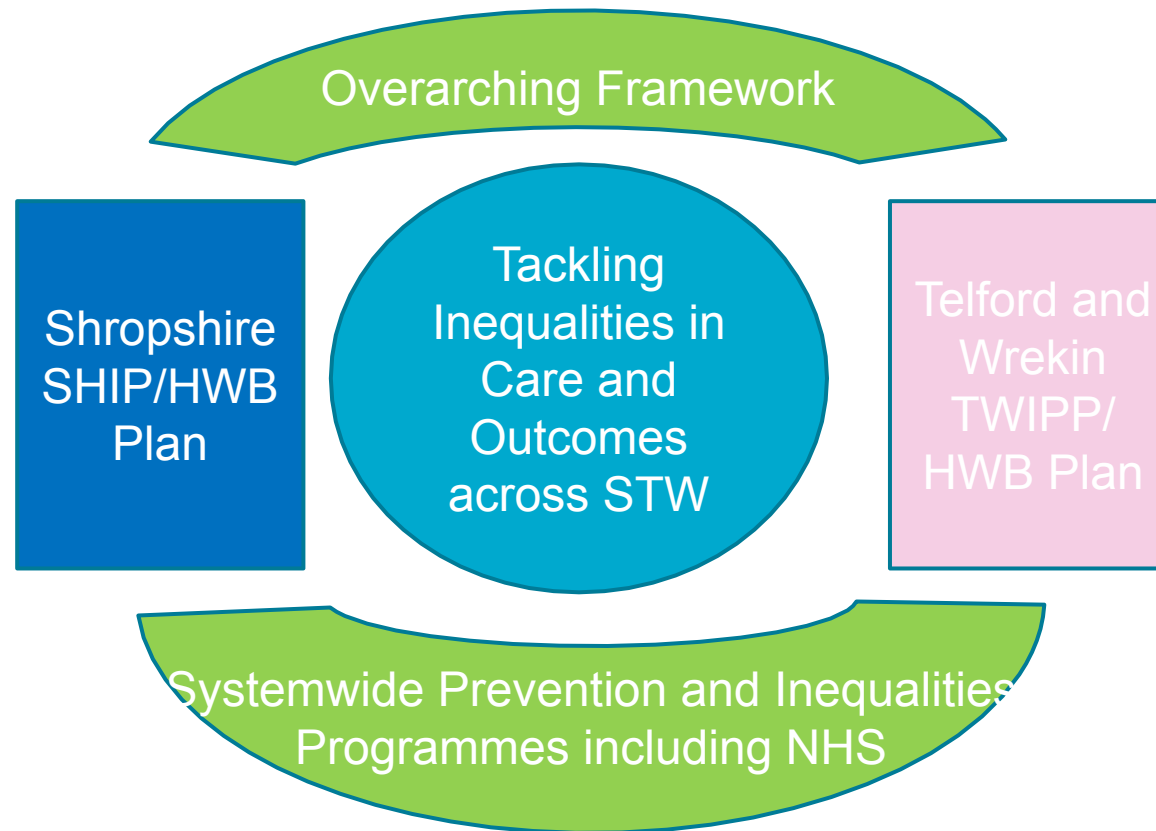 Overarching Framework
Shropshire
SHIP/HWB
Plan
Tackling
Inequalities in
Care and
Outcomes
across STW
Telford and
Wrekin
TWIPP/
HWB Plan
Systemwide Prevention and Inequalities
Programmes including NHS